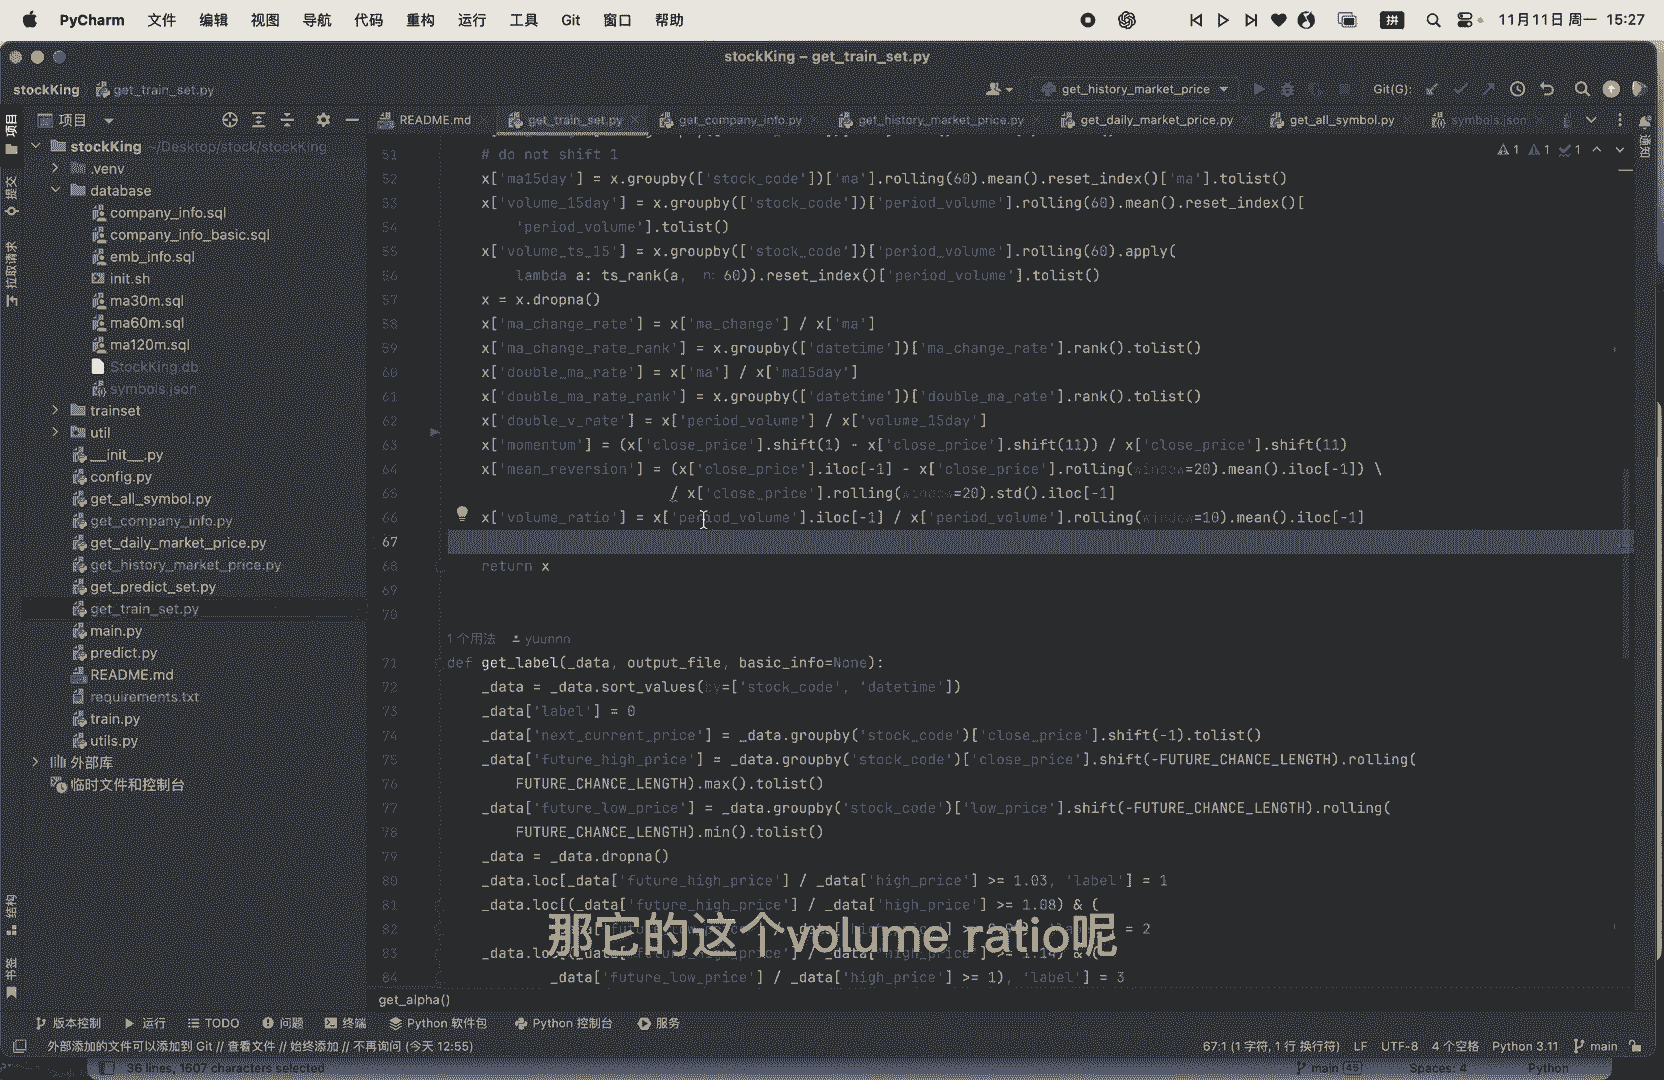 PyCharm 文件 编辑 视图 导航 代码 重构 运行 工具 Git 窗口 帮助 拼 11月11日 周一 15:27
stockKing – get_train_set.py
stockKing get_train_set.py get_history_market_price Git(G):
项目 README.md get_train_set.py get_company_info.py get_history_market_price.py get_daily_market_price.py get_all_symbol.py symbols.json
项目
提交
拉取请求
结构
书签
通知
stockKing ~/Desktop/stock/stockKing
.venv
database
company_info.sql
company_info_basic.sql
emb_info.sql
init.sh
ma30m.sql
ma60m.sql
ma120m.sql
StockKing.db
symbols.json
trainset
util
__init__.py
config.py
get_all_symbol.py
get_company_info.py
get_daily_market_price.py
get_history_market_price.py
get_predict_set.py
get_train_set.py
main.py
predict.py
README.md
requirements.txt
train.py
utils.py
外部库
临时文件和控制台
1 1 1
51 # do not shift 1
52 x['ma15day'] = x.groupby(['stock_code'])['ma'].rolling(60).mean().reset_index()['ma'].tolist()
53 x['volume_15day'] = x.groupby(['stock_code'])['period_volume'].rolling(60).mean().reset_index()[
54 'period_volume'].tolist()
55 x['volume_ts_15'] = x.groupby(['stock_code'])['period_volume'].rolling(60).apply(
56 lambda a: ts_rank(a, n: 60)).reset_index()['period_volume'].tolist()
57 x = x.dropna()
58 x['ma_change_rate'] = x['ma_change'] / x['ma']
59 x['ma_change_rate_rank'] = x.groupby(['datetime'])['ma_change_rate'].rank().tolist()
60 x['double_ma_rate'] = x['ma'] / x['ma15day']
61 x['double_ma_rate_rank'] = x.groupby(['datetime'])['double_ma_rate'].rank().tolist()
62 x['double_v_rate'] = x['period_volume'] / x['volume_15day']
63 x['momentum'] = (x['close_price'].shift(1) - x['close_price'].shift(11)) / x['close_price'].shift(11)
64 x['mean_reversion'] = (x['close_price'].iloc[-1] - x['close_price'].rolling(window=20).mean().iloc[-1]) \
65 / x['close_price'].rolling(window=20).std().iloc[-1]
66 x['volume_ratio'] = x['period_volume'].iloc[-1] / x['period_volume'].rolling(window=10).mean().iloc[-1]
67
68 return x
69
70
1 个用法 yuunnn
71 def get_label(_data, output_file, basic_info=None):
72 _data = _data.sort_values(by=['stock_code', 'datetime'])
73 _data['label'] = 0
74 _data['next_current_price'] = _data.groupby('stock_code')['close_price'].shift(-1).tolist()
75 _data['future_high_price'] = _data.groupby('stock_code')['close_price'].shift(-FUTURE_CHANCE_LENGTH).rolling(
76 FUTURE_CHANCE_LENGTH).max().tolist()
77 _data['future_low_price'] = _data.groupby('stock_code')['low_price'].shift(-FUTURE_CHANCE_LENGTH).rolling(
78 FUTURE_CHANCE_LENGTH).min().tolist()
79 _data = _data.dropna()
80 _data.loc[_data['future_high_price'] / _data['high_price'] >= 1.03, 'label'] = 1
81 _data.loc[(_data['future_high_price'] / _data['high_price'] >= 1.08) & (
82 = 2
83 _data.loc[(
84 _data['future_low_price'] / _data['high_price'] >= 1), 'label'] = 3
那它的这个volume ratio呢
get_alpha()
版本控制 运行 TODO 问题 终端 Python 软件包 Python 控制台 服务
外部添加的文件可以添加到 Git // 查看文件 // 始终添加 // 不再询问 (今天 12:55) 67:1 (1 字符, 1 行 换行符) LF UTF-8 4 个空格 Python 3.11 main
36 lines, 1607 characters selected main Spaces: 4 Python